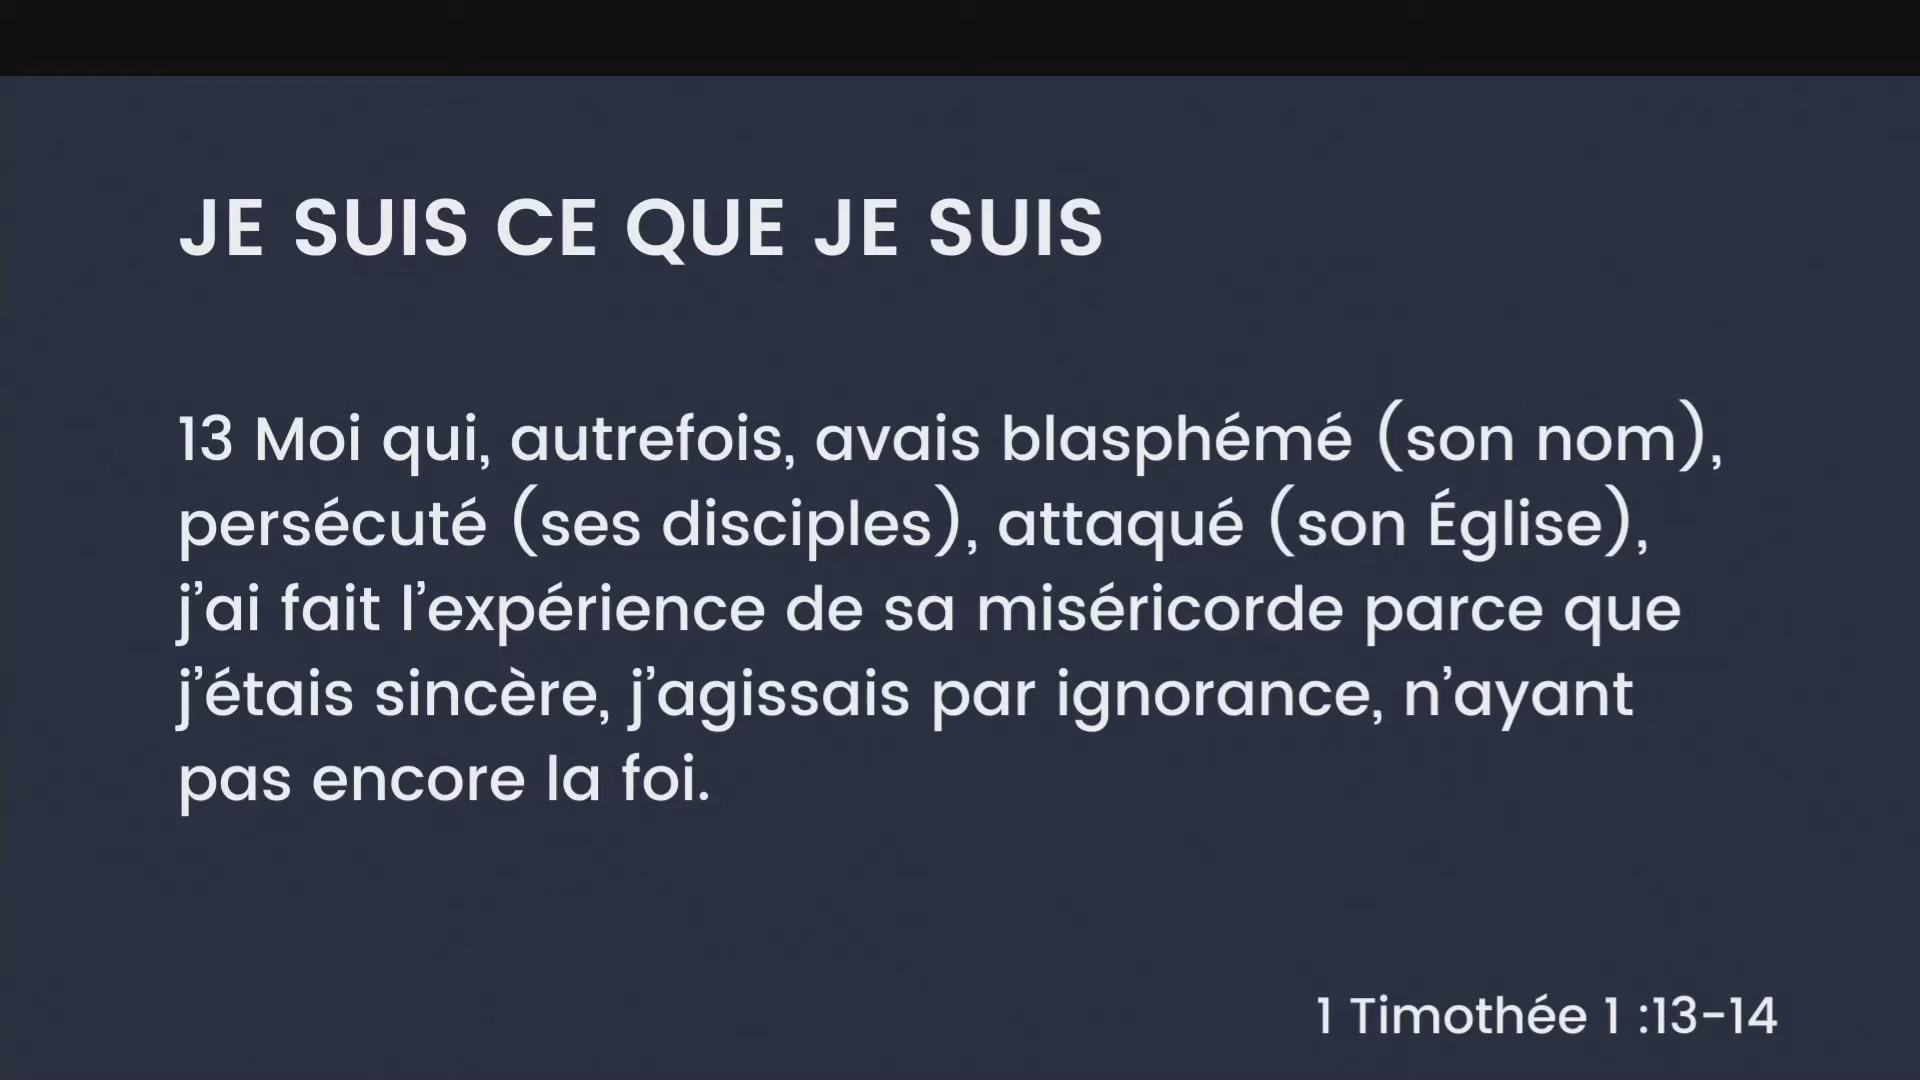 JE SUIS CE QUE JE SUIS
13 Moi qui, autrefois, avais blasphémé (son nom),
persécuté (ses disciples), attaqué (son Église),
j’ai fait l’expérience de sa miséricorde parce que
j’étais sincère, j’agissais par ignorance, n’ayant
pas encore la foi.
1 Timothée 1 :13-14